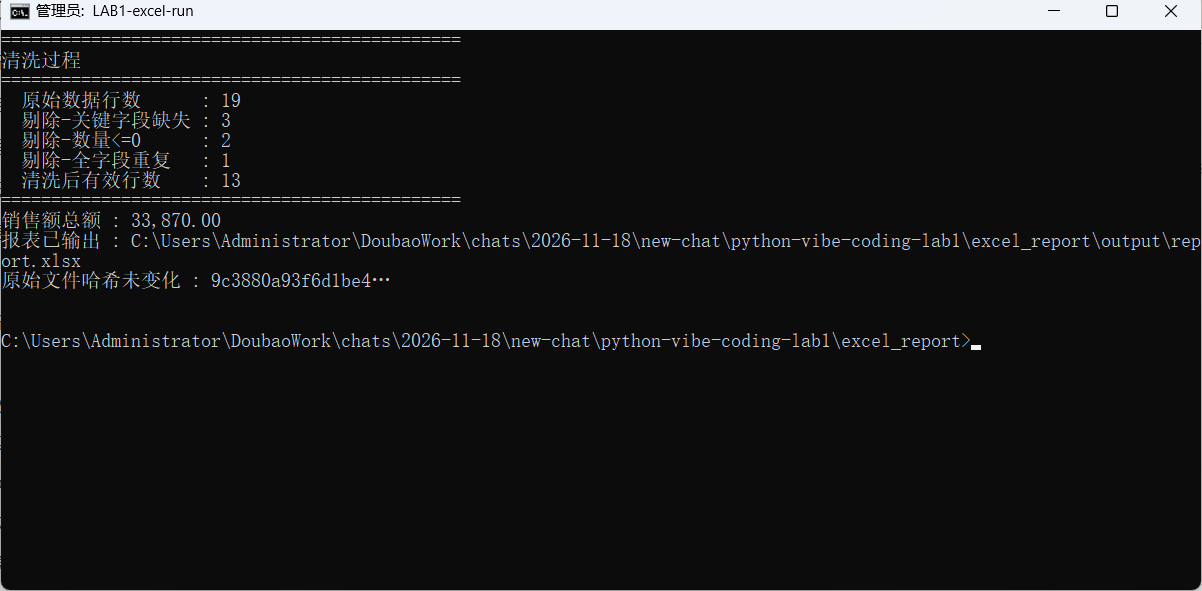 管理员: LAB1-excel-run
==============================================
清洗过程
==============================================
原始数据行数 : 19
剔除-关键字段缺失 : 3
剔除-数量<=0 : 2
剔除-全字段重复 : 1
清洗后有效行数 : 13
==============================================
销售额总额 : 33,870.00
报表已输出 : C:\Users\Administrator\DoubaoWork\chats\2026-11-18\new-chat\python-vibe-coding-lab1\excel_report\output\rep
ort.xlsx
原始文件哈希未变化 : 9c3880a93f6d1be4…
C:\Users\Administrator\DoubaoWork\chats\2026-11-18\new-chat\python-vibe-coding-lab1\excel_report>